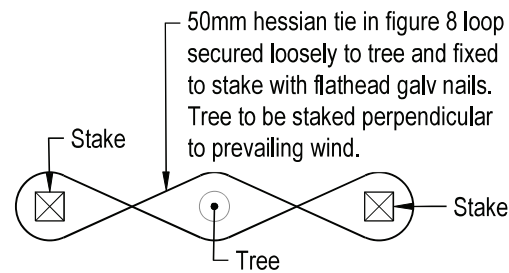 50mm hessian tie in figure 8 loop
secured loosely to tree and fixed
to stake with flathead galv nails.
Tree to be staked perpendicular
to prevailing wind.
Stake
Stake
Tree